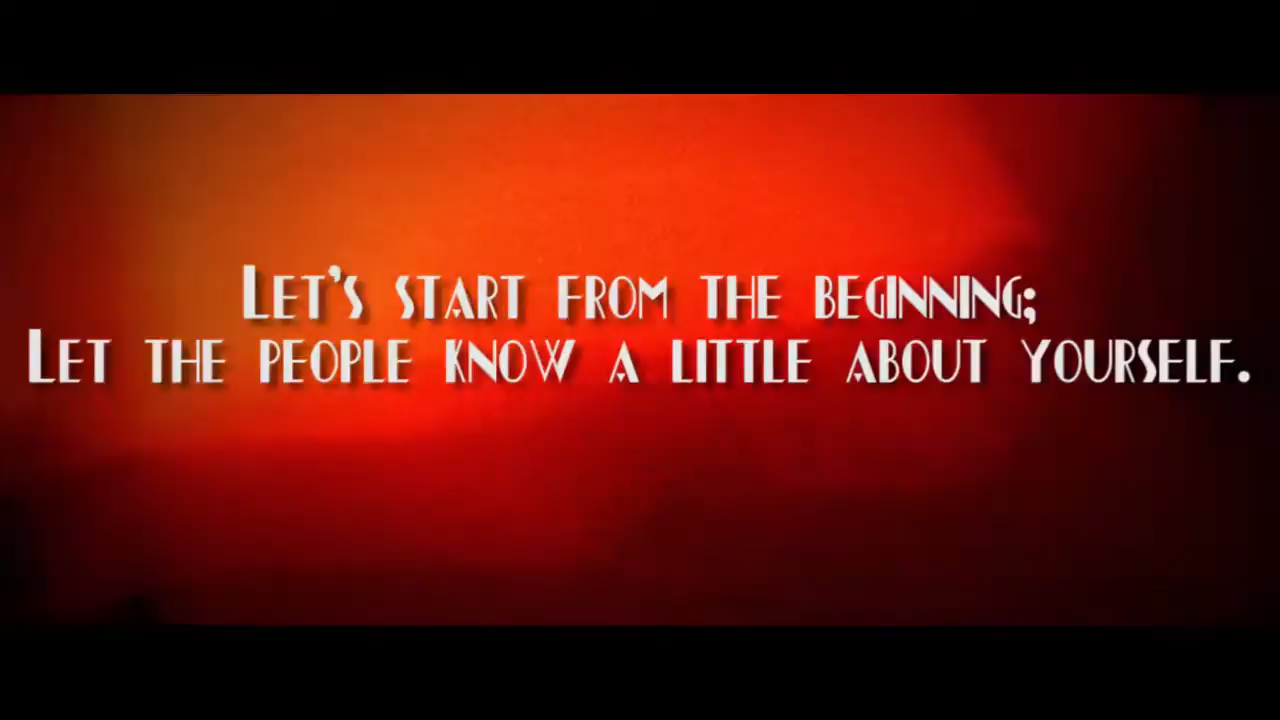 Let's start from the beginning;
Let the people know a little about yourself.